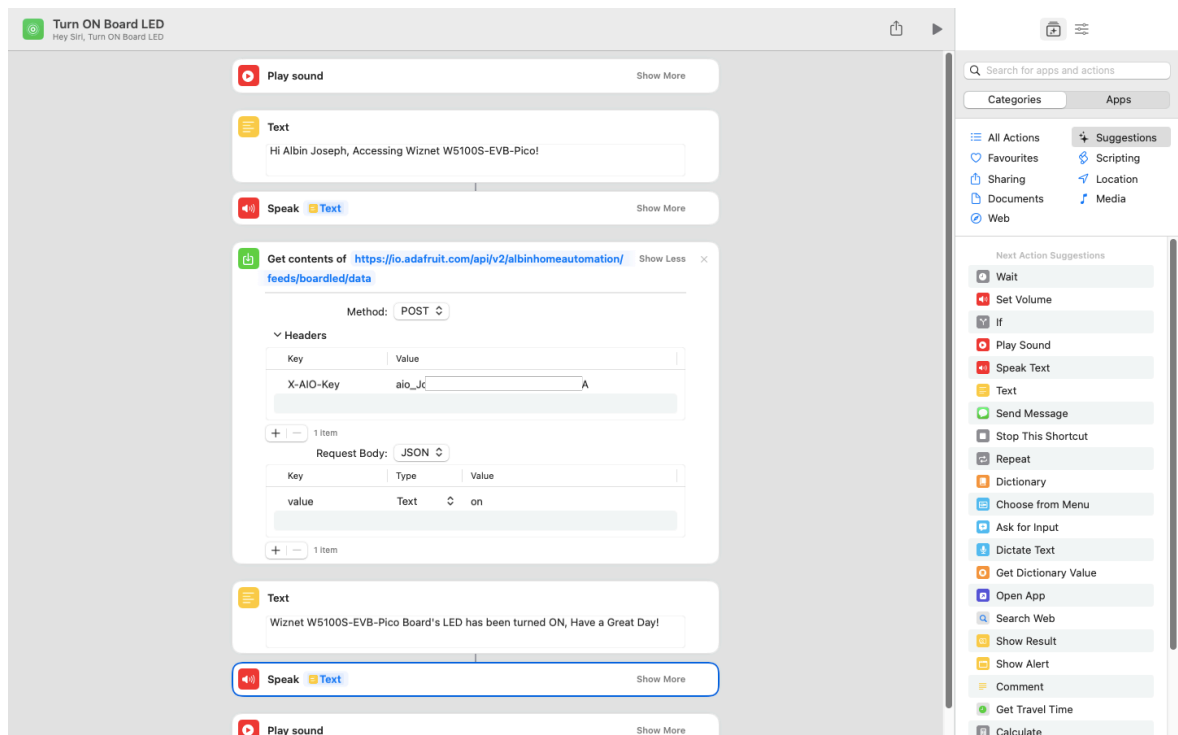 Turn ON Board LED
Hey Siri, Turn ON Board LED
Play sound Show More
Text
Hi Albin Joseph, Accessing Wiznet W5100S-EVB-Pico!
Speak Text Show More
Get contents of https://io.adafruit.com/api/v2/albinhomeautomation/ Show Less
feeds/boardled/data
Method: POST
Headers
Key Value
X-AIO-Key aio_Jo A
1 item
Request Body: JSON
Key Type Value
value Text on
1 item
Text
Wiznet W5100S-EVB-Pico Board's LED has been turned ON, Have a Great Day!
Speak Text Show More
Play sound Show More
Search for apps and actions
Categories Apps
All Actions Suggestions
Favourites Scripting
Sharing Location
Documents Media
Web
Next Action Suggestions
Wait
Set Volume
If
Play Sound
Speak Text
Text
Send Message
Stop This Shortcut
Repeat
Dictionary
Choose from Menu
Ask for Input
Dictate Text
Get Dictionary Value
Open App
Search Web
Show Result
Show Alert
Comment
Get Travel Time
Calculate